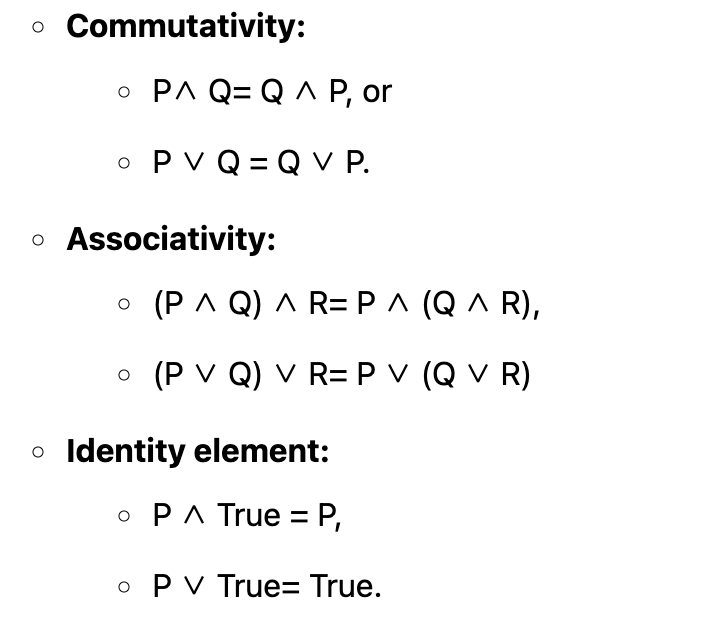 Commutativity:
P∧ Q= Q ∧ P, or
P ∨ Q = Q ∨ P.
Associativity:
(P ∧ Q) ∧ R= P ∧ (Q ∧ R),
(P ∨ Q) ∨ R= P ∨ (Q ∨ R)
Identity element:
P ∧ True = P,
P ∨ True= True.